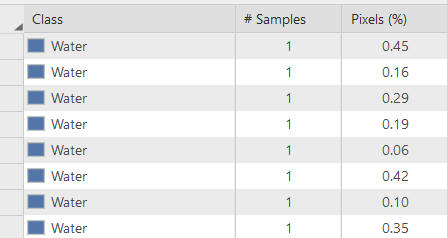 Class # Samples Pixels (%)
Water 1 0.45
Water 1 0.16
Water 1 0.29
Water 1 0.19
Water 1 0.06
Water 1 0.42
Water 1 0.10
Water 1 0.35